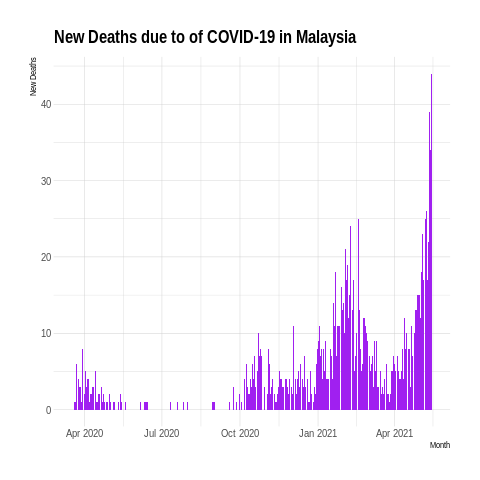 New Deaths due to of COVID-19 in Malaysia
New Deaths
40
30
20
10
0
Apr 2020 Jul 2020 Oct 2020 Jan 2021 Apr 2021
Month